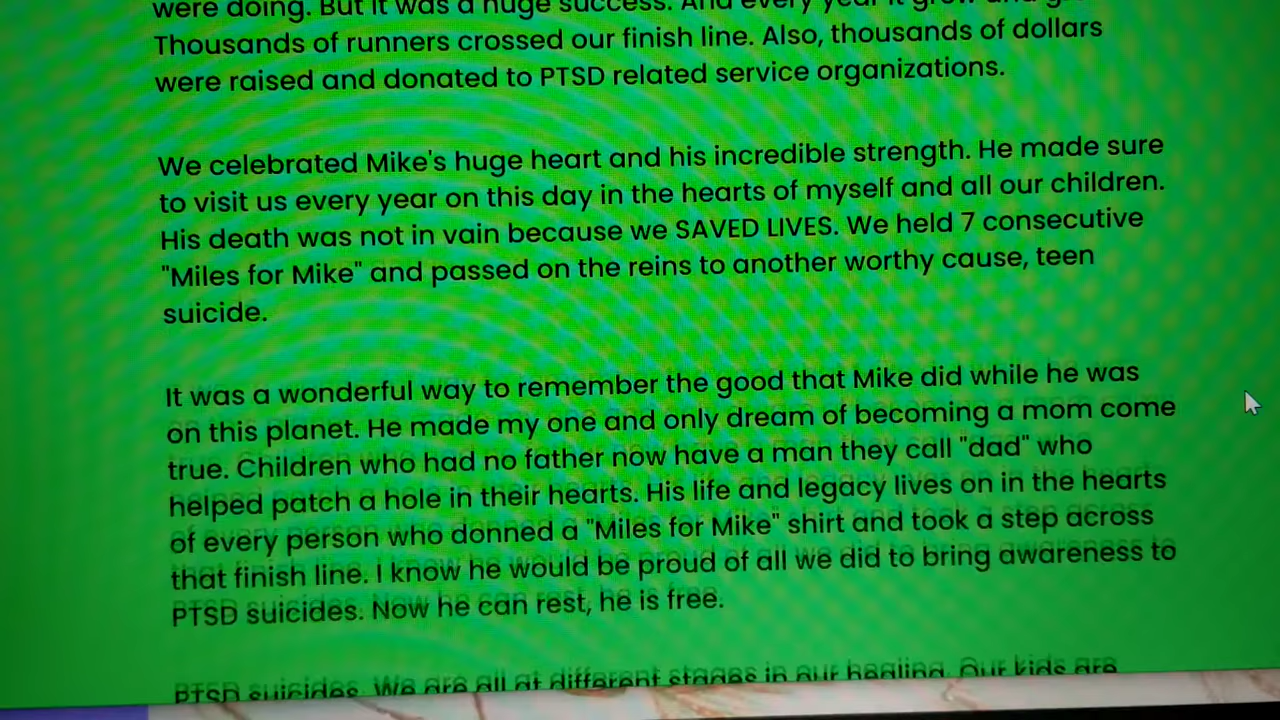 were doing. But it was a huge success. And every year it grew and
Thousands of runners crossed our finish line. Also, thousands of dollars
were raised and donated to PTSD related service organizations.
We celebrated Mike's huge heart and his incredible strength. He made sure
to visit us every year on this day in the hearts of myself and all our children.
His death was not in vain because we SAVED LIVES. We held 7 consecutive
"Miles for Mike" and passed on the reins to another worthy cause, teen
suicide.
It was a wonderful way to remember the good that Mike did while he was
on this planet. He made my one and only dream of becoming a mom come
true. Children who had no father now have a man they call "dad" who
helped patch a hole in their hearts. His life and legacy lives on in the hearts
of every person who donned a "Miles for Mike" shirt and took a step across
that finish line. I know he would be proud of all we did to bring awareness to
PTSD suicides. Now he can rest, he is free.
PTSD suicides. We are all at different stages in our healing. Our kids are